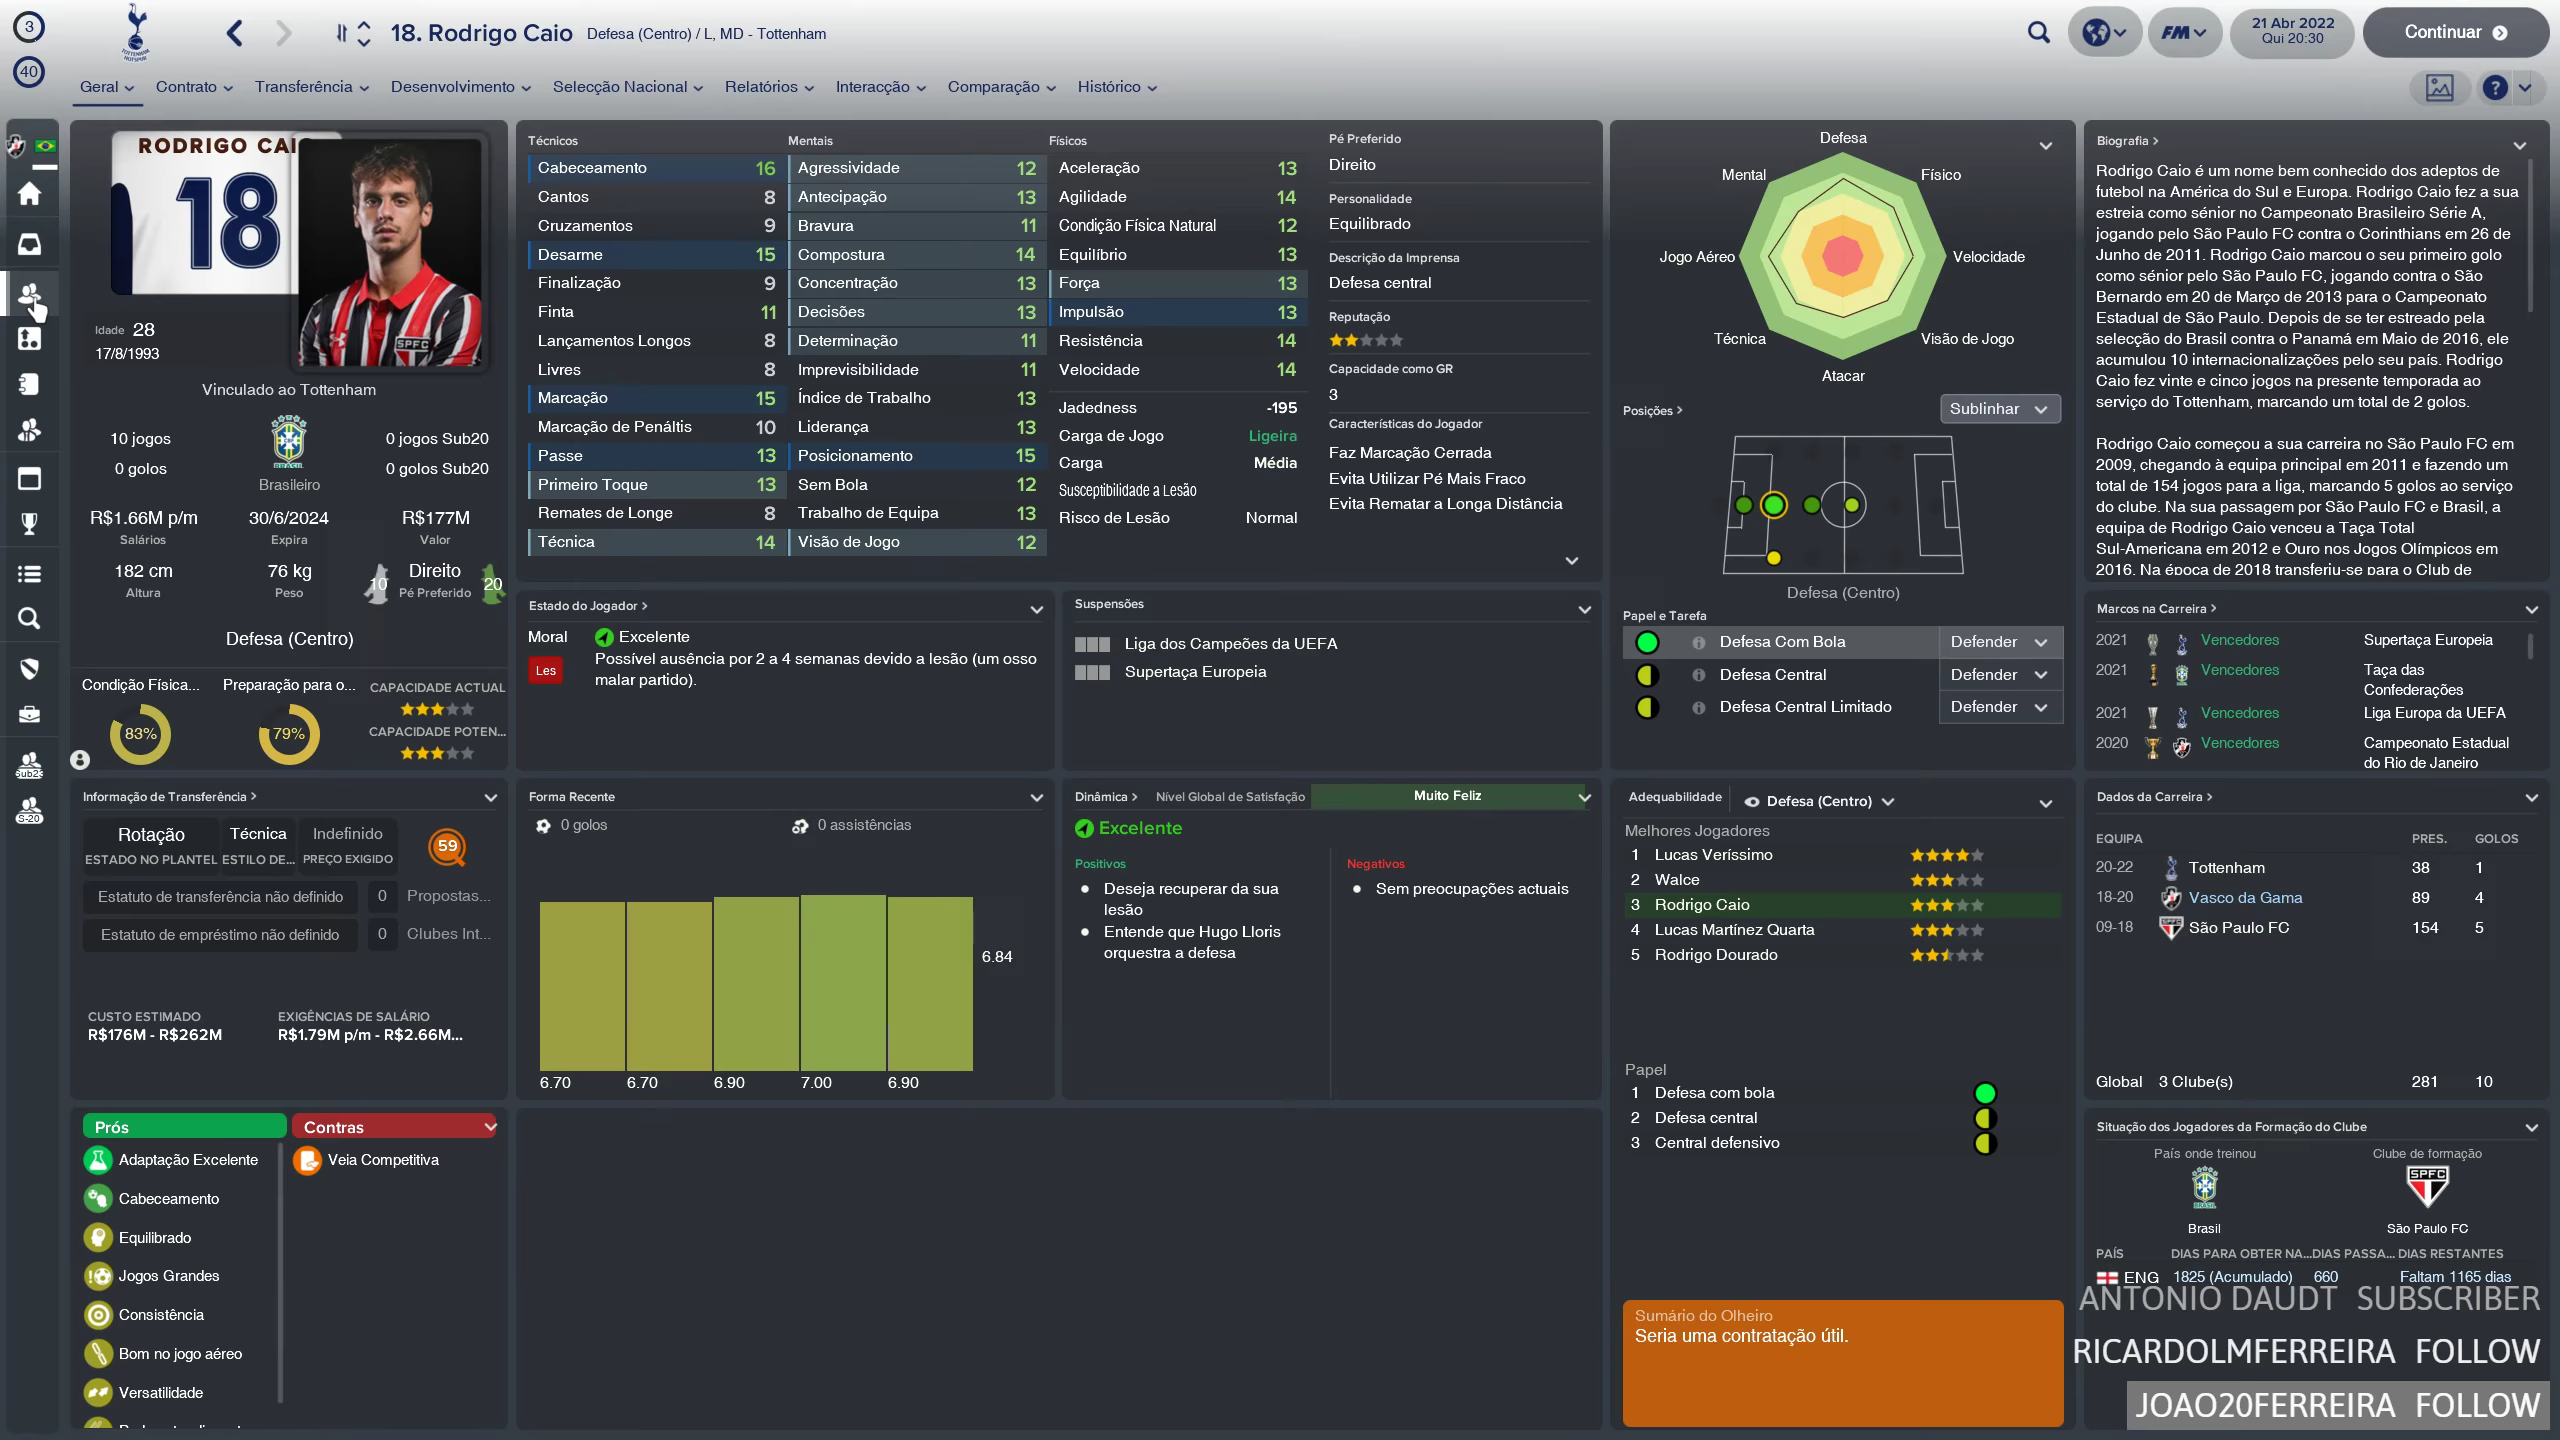 3
40
18. Rodrigo Caio
Defesa (Centro) / L, MD - Tottenham
21 Abr 2022
Qui 20:30
Continuar
FM
Geral
Contrato
Transferência
Desenvolvimento
Selecção Nacional
Relatórios
Interacção
Comparação
Histórico
?
Sub23
S-20
RODRIGO CAI
18
SPFC
Idade 28
17/8/1993
Vinculado ao Tottenham
10 jogos
0 golos
BRASIL
Brasileiro
0 jogos Sub20
0 golos Sub20
R$1.66M p/m
Salários
30/6/2024
Expira
R$177M
Valor
182 cm
Altura
76 kg
Peso
10
Direito
Pé Preferido
20
Defesa (Centro)
Condição Física...
83%
Preparação para o...
79%
CAPACIDADE ACTUAL
CAPACIDADE POTEN...
Técnicos
Cabeceamento 16
Cantos 8
Cruzamentos 9
Desarme 15
Finalização 9
Finta 11
Lançamentos Longos 8
Livres 8
Marcação 15
Marcação de Penáltis 10
Passe 13
Primeiro Toque 13
Remates de Longe 8
Técnica 14
Mentais
Agressividade 12
Antecipação 13
Bravura 11
Compostura 14
Concentração 13
Decisões 13
Determinação 11
Imprevisibilidade 11
Índice de Trabalho 13
Liderança 13
Posicionamento 15
Sem Bola 12
Trabalho de Equipa 13
Visão de Jogo 12
Físicos
Aceleração 13
Agilidade 14
Condição Física Natural 12
Equilíbrio 13
Força 13
Impulsão 13
Resistência 14
Velocidade 14
Jadedness -195
Carga de Jogo Ligeira
Carga Média
Susceptibilidade a Lesão
Risco de Lesão Normal
Pé Preferido
Direito
Personalidade
Equilibrado
Descrição da Imprensa
Defesa central
Reputação
Capacidade como GR
3
Características do Jogador
Faz Marcação Cerrada
Evita Utilizar Pé Mais Fraco
Evita Rematar a Longa Distância
Defesa
Físico
Velocidade
Visão de Jogo
Atacar
Técnica
Jogo Aéreo
Mental
Posições
Sublinhar
Defesa (Centro)
Papel e Tarefa
Defesa Com Bola Defender
Defesa Central Defender
Defesa Central Limitado Defender
Biografia
Rodrigo Caio é um nome bem conhecido dos adeptos de
futebol na América do Sul e Europa. Rodrigo Caio fez a sua
estreia como sénior no Campeonato Brasileiro Série A,
jogando pelo São Paulo FC contra o Corinthians em 26 de
Junho de 2011. Rodrigo Caio marcou o seu primeiro golo
como sénior pelo São Paulo FC, jogando contra o São
Bernardo em 20 de Março de 2013 para o Campeonato
Estadual de São Paulo. Depois de se ter estreado pela
selecção do Brasil contra o Panamá em Maio de 2016, ele
acumulou 10 internacionalizações pelo seu país. Rodrigo
Caio fez vinte e cinco jogos na presente temporada ao
serviço do Tottenham, marcando um total de 2 golos.
Rodrigo Caio começou a sua carreira no São Paulo FC em
2009, chegando à equipa principal em 2011 e fazendo um
total de 154 jogos para a liga, marcando 5 golos ao serviço
do clube. Na sua passagem por São Paulo FC e Brasil, a
equipa de Rodrigo Caio venceu a Taça Total
Sul-Americana em 2012 e Ouro nos Jogos Olímpicos em
2016. Na época de 2018 transferiu-se para o Club de
Estado do Jogador
Moral Excelente
Les
Possível ausência por 2 a 4 semanas devido a lesão (um osso
malar partido).
Suspensões
Liga dos Campeões da UEFA
Supertaça Europeia
Marcos na Carreira
2021 Vencedores Supertaça Europeia
2021 Vencedores Taça das
Confederações
2021 Vencedores Liga Europa da UEFA
2020 Vencedores Campeonato Estadual
do Rio de Janeiro
Informação de Transferência
Rotação
ESTADO NO PLANTEL
Técnica
ESTILO DE...
Indefinido
PREÇO EXIGIDO
59
Estatuto de transferência não definido 0 Propostas...
Estatuto de empréstimo não definido 0 Clubes Int...
CUSTO ESTIMADO
R$176M - R$262M
EXIGÊNCIAS DE SALÁRIO
R$1.79M p/m - R$2.66M...
Forma Recente
0 golos
0 assistências
6.84
6.70 6.70 6.90 7.00 6.90
Dinâmica
Nível Global de Satisfação
Muito Feliz
Excelente
Positivos
Deseja recuperar da sua
lesão
Entende que Hugo Lloris
orquestra a defesa
Negativos
Sem preocupações actuais
Adequabilidade
Defesa (Centro)
Melhores Jogadores
1 Lucas Veríssimo
2 Walce
3 Rodrigo Caio
4 Lucas Martínez Quarta
5 Rodrigo Dourado
Papel
1 Defesa com bola
2 Defesa central
3 Central defensivo
Sumário do Olheiro
Seria uma contratação útil.
Dados da Carreira
EQUIPA PRES. GOLOS
20-22 Tottenham 38 1
18-20 Vasco da Gama 89 4
09-18 São Paulo FC 154 5
Global 3 Clube(s) 281 10
Prós
Adaptação Excelente
Cabeceamento
Equilibrado
Jogos Grandes
Consistência
Bom no jogo aéreo
Versatilidade
Contras
Veia Competitiva
Situação dos Jogadores da Formação do Clube
País onde treinou
BRASIL
Brasil
Clube de formação
SPFC
São Paulo FC
PAÍS DIAS PARA OBTER NA... DIAS PASSA... DIAS RESTANTES
ENG 1825 (Acumulado) 660 Faltam 1165 dias
ANTONIO DAUDT SUBSCRIBER
RICARDOLMFERREIRA FOLLOW
JOAO20FERREIRA FOLLOW